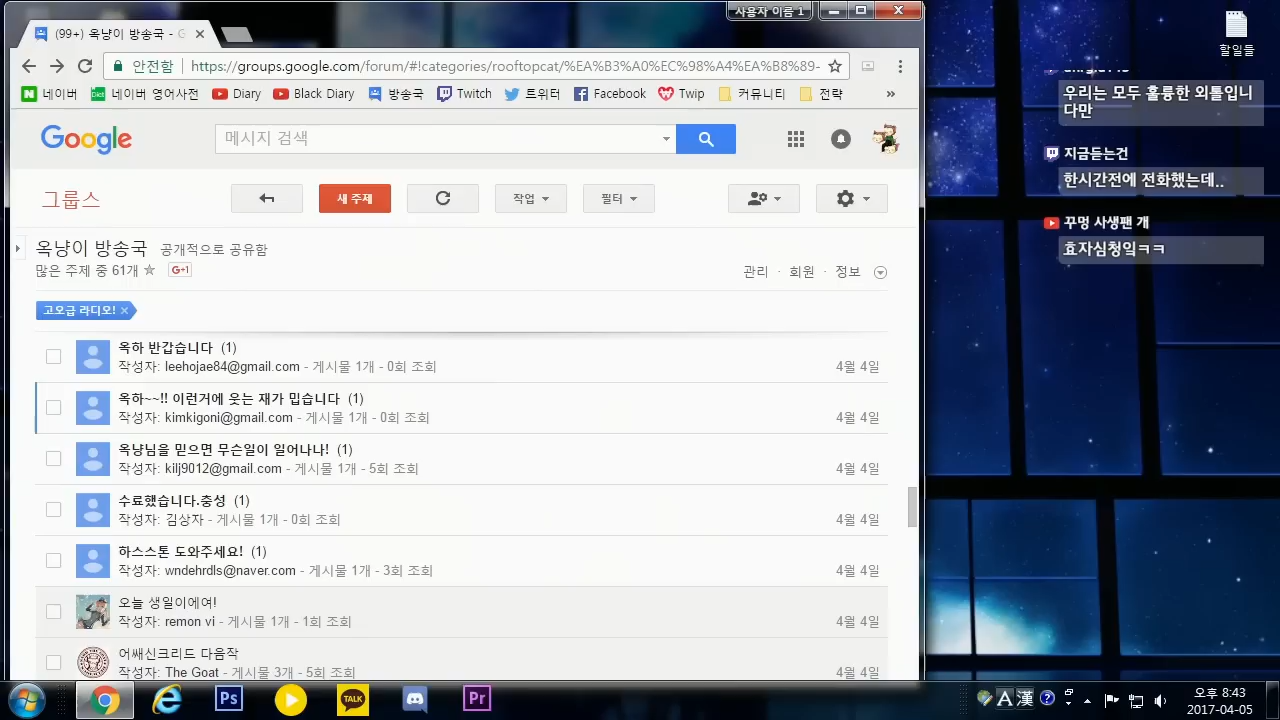 사용자 이름 1
(99+) 옥냥이 방송국 - G
안전함
https://groups.google.com/forum/#!categories/rooftopcat/%EA%B3%A0%EC%98%A4%EA%B8%89-
네이버
네이버 영어사전
Diary
Black Diary
방송국
Twitch
트위터
Facebook
Twip
커뮤니티
전략
»
Google
메시지 검색
그룹스
새 주제
작업
필터
옥냥이 방송국 공개적으로 공유함
많은 주제 중 61개
G+1
관리 · 회원 · 정보
고오급 라디오! ×
옥하 반갑습니다 (1)
작성자: leehojae84@gmail.com - 게시물 1개 - 0회 조회
4월 4일
옥하~~!! 이런거에 웃는 재가 밉습니다 (1)
작성자: kimkigoni@gmail.com - 게시물 1개 - 0회 조회
4월 4일
옥냥님을 믿으면 무슨일이 일어나나! (1)
작성자: kilj9012@gmail.com - 게시물 1개 - 5회 조회
4월 4일
수료했습니다.충성 (1)
작성자: 김상자 - 게시물 1개 - 0회 조회
4월 4일
하스스톤 도와주세요! (1)
작성자: wndehrdls@naver.com - 게시물 1개 - 3회 조회
4월 4일
오늘 생일이에여!
작성자: remon vi - 게시물 1개 - 1회 조회
4월 4일
어쌔신크리드 다음작
작성자: The Goat - 게시물 3개 - 5회 조회
4월 4일
할일들
우리는 모두 훌륭한 외톨입니
다만
지금듣는건
한시간전에 전화했는데..
꾸멍 사생팬 개
효자심청잌ㅋㅋ
Ps
TALK
Pr
A 漢
오후 8:43
2017-04-05